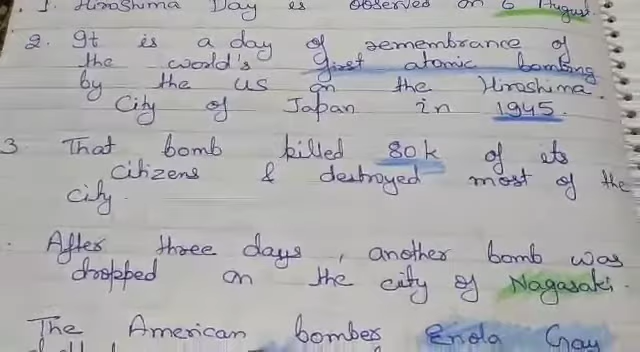 1. Hiroshima Day is observed on 6 August
2. It is a day of remembrance of
the world's first atomic bombing
by the US on the Hiroshima.
City of Japan in 1945.
3 That bomb killed 80k of its
citizens & destroyed most of the
city.
. After three days, another bomb was
dropped on the city of Nagasaki.
The American bomber Enola Gay